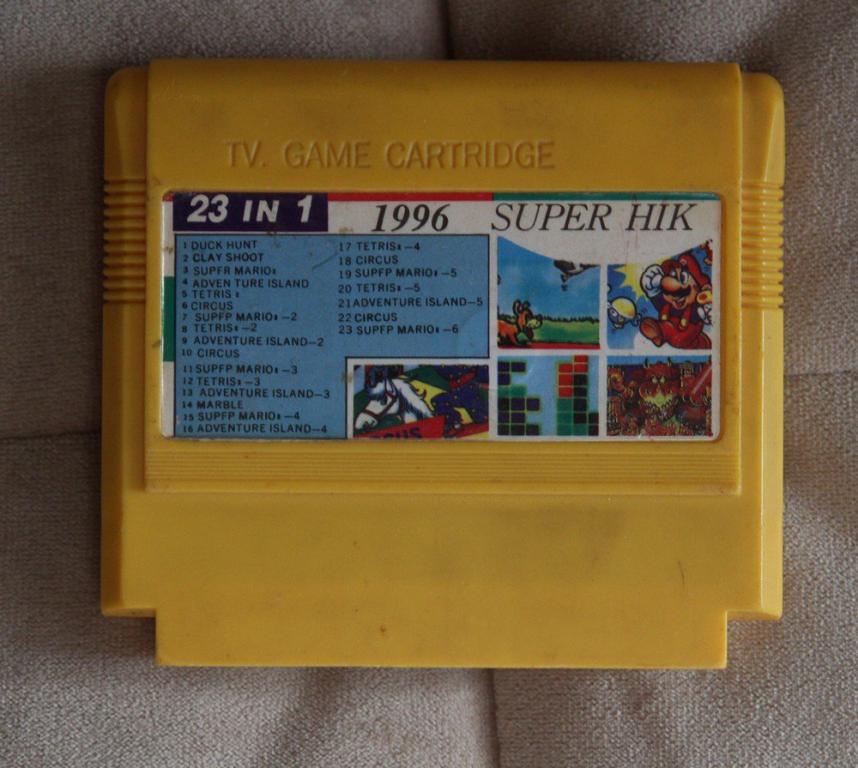 TV. GAME CARTRIDGE
23 IN 1
1996 SUPER HIK
1 DUCK HUNT
2 CLAY SHOOT
3 SUPFR MARIO
4 ADVEN TURE ISLAND
5 TETRIS
6 CIRCUS
7 SUPFP MARIO -2
8 TETRIS -2
9 ADVENTURE ISLAND-2
10 CIRCUS
11 SUPFP MARIO -3
12 TETRIS -3
13 ADVENTURE ISLAND-3
14 MARBLE
15 SUPFP MARIO -4
16 ADVENTURE ISLAND-4
17 TETRIS -4
18 CIRCUS
19 SUPFP MARIO -5
20 TETRIS -5
21 ADVENTURE ISLAND-5
22 CIRCUS
23 SUPFP MARIO -6